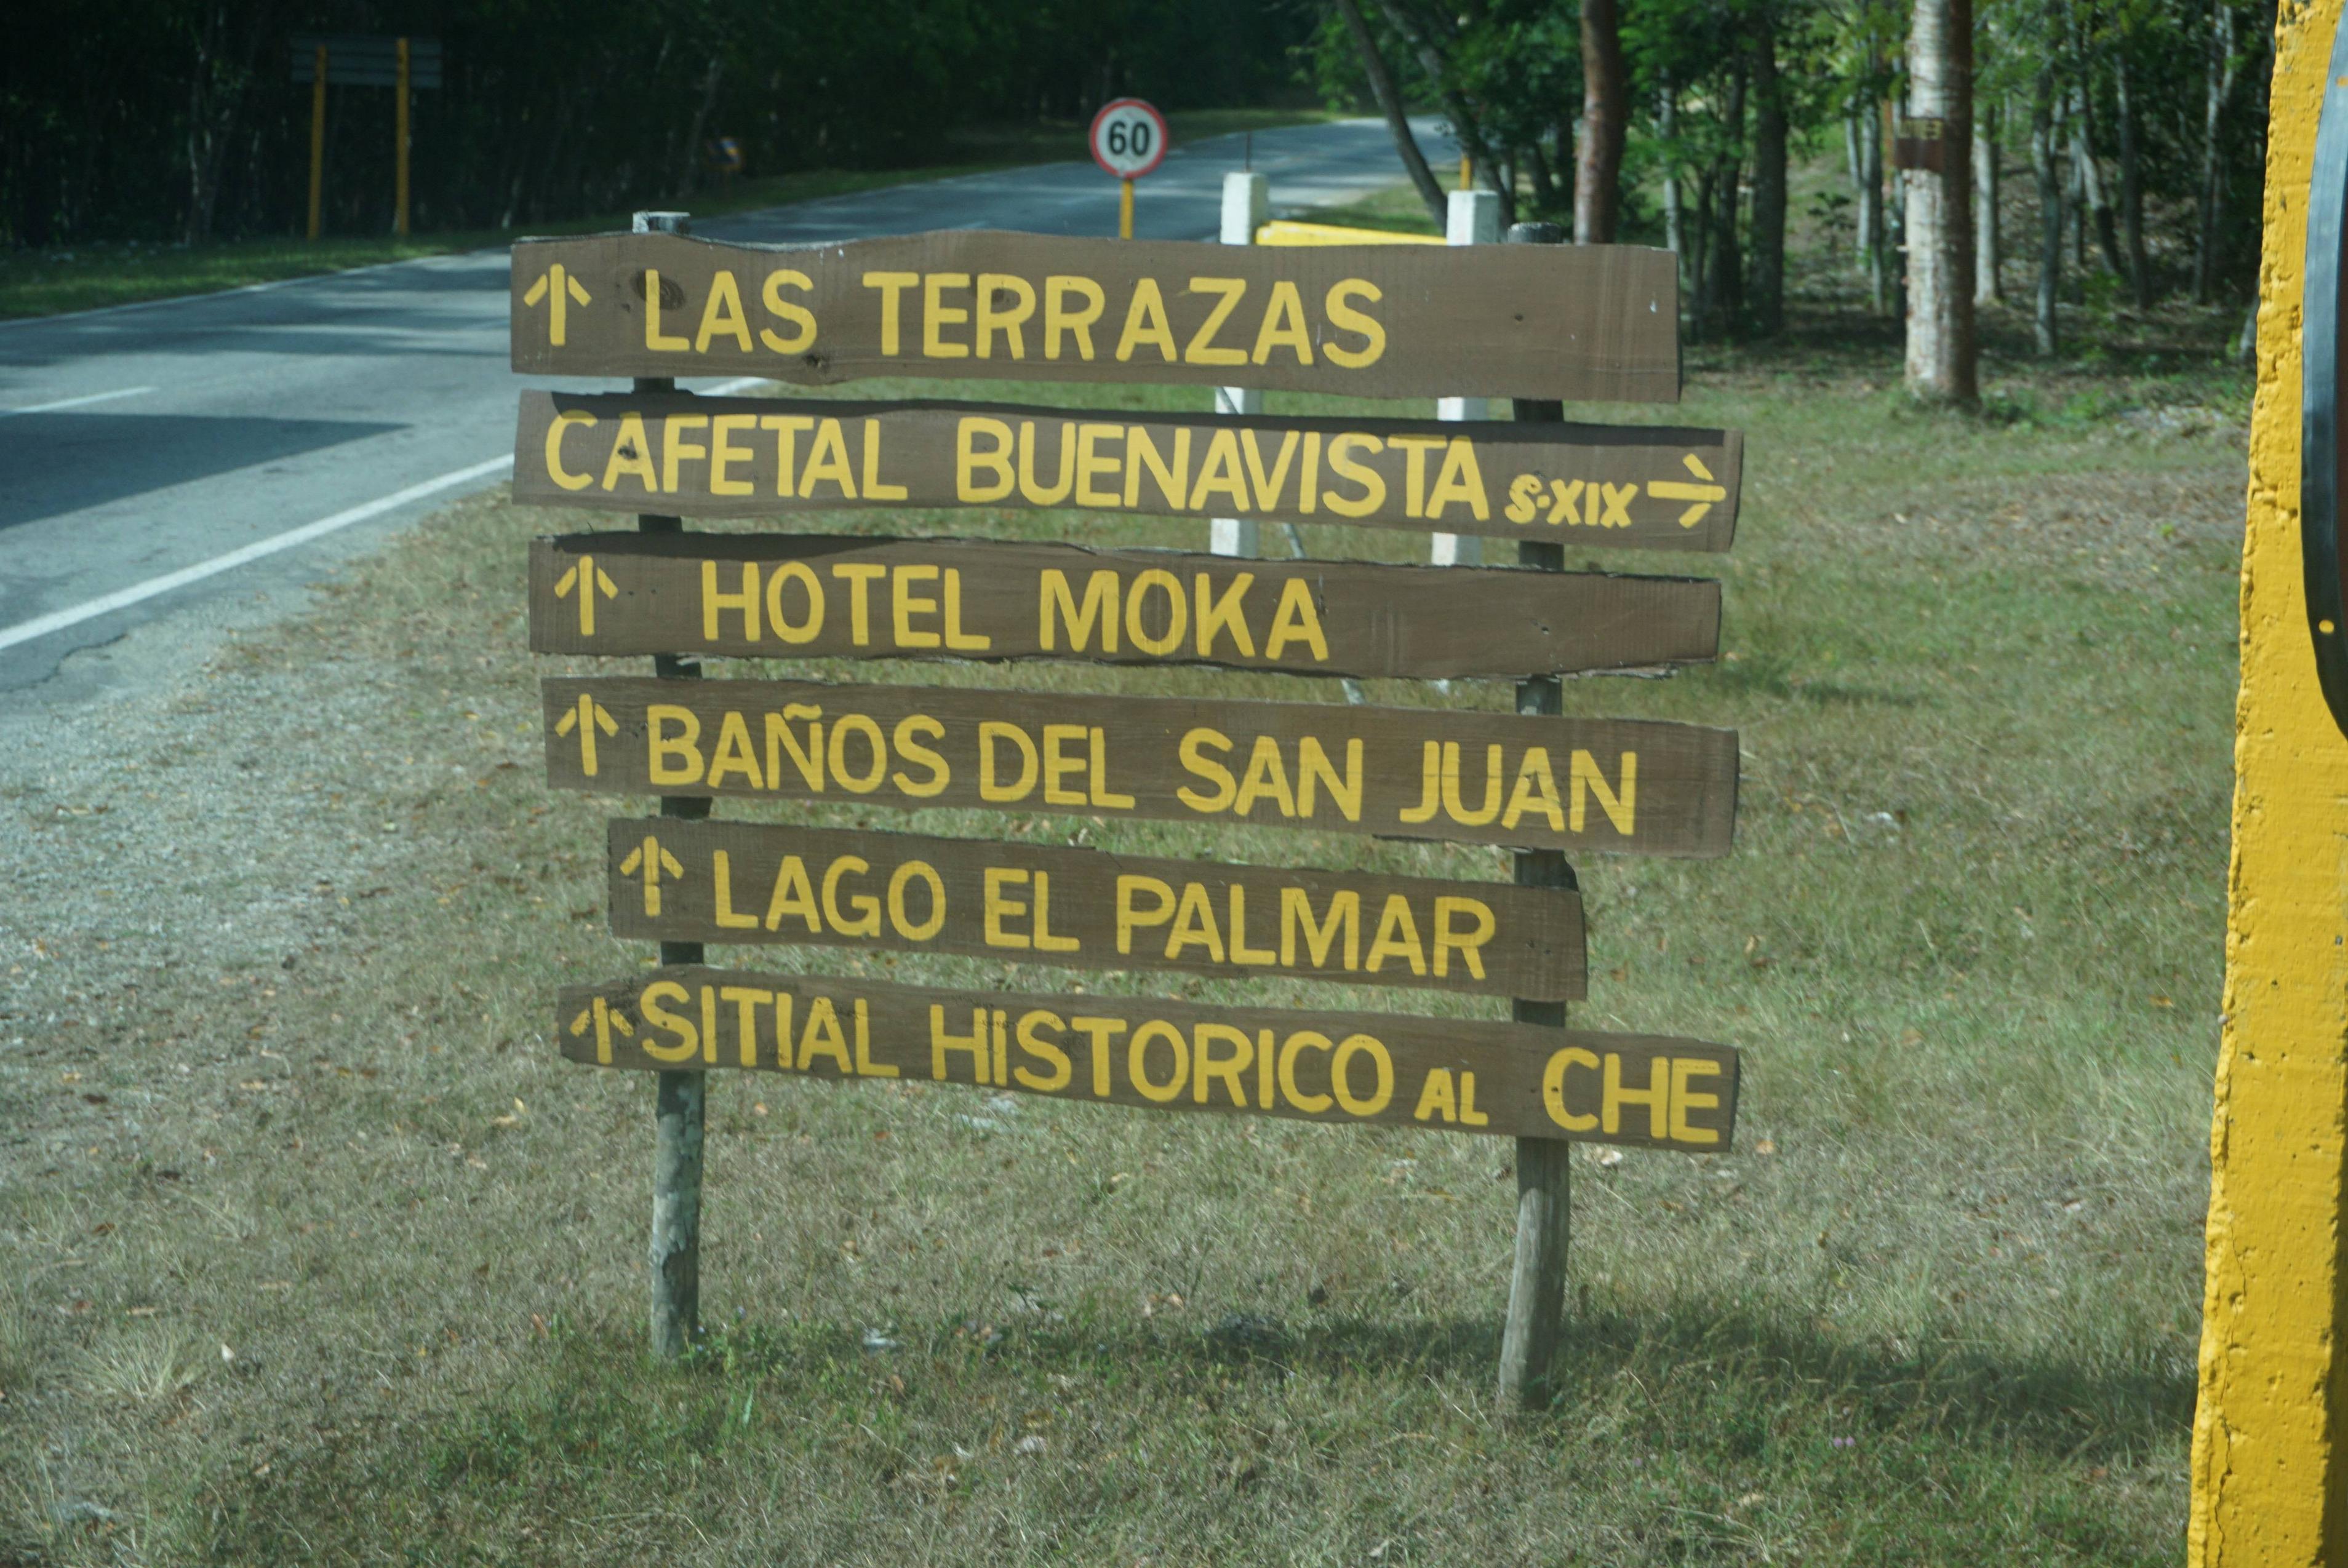 60
↑ LAS TERRAZAS
CAFETAL BUENAVISTA S·XIX →
↑ HOTEL MOKA
↑ BAÑOS DEL SAN JUAN
↑ LAGO EL PALMAR
↑ SITIAL HISTORICO AL CHE